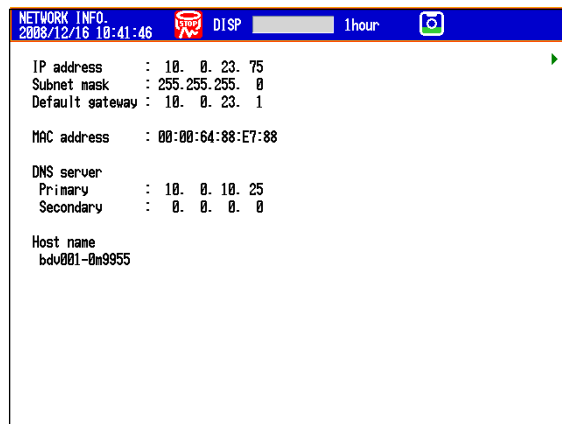 NETWORK INFO.
2008/12/16 10:41:46 STOP DISP 1hour
IP address : 10. 0. 23. 75
Subnet mask : 255.255.255. 0
Default gateway : 10. 0. 23. 1
MAC address : 00:00:64:88:E7:88
DNS server
Primary : 10. 0. 10. 25
Secondary : 0. 0. 0. 0
Host name
bdv001-0m9955